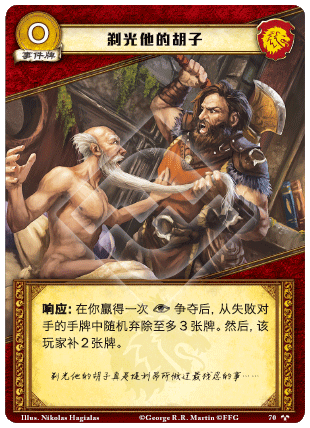 0
事件牌
剃光他的胡子
响应: 在你赢得一次 争夺后, 从失败对
手的手牌中随机弃除至多 3 张牌。然后, 该
玩家补 2 张牌。
剃光他的胡子真是提利昂所做过最残忍的事……
Illus. Nikolas Hagialas ©George R.R. Martin ©FFG 70